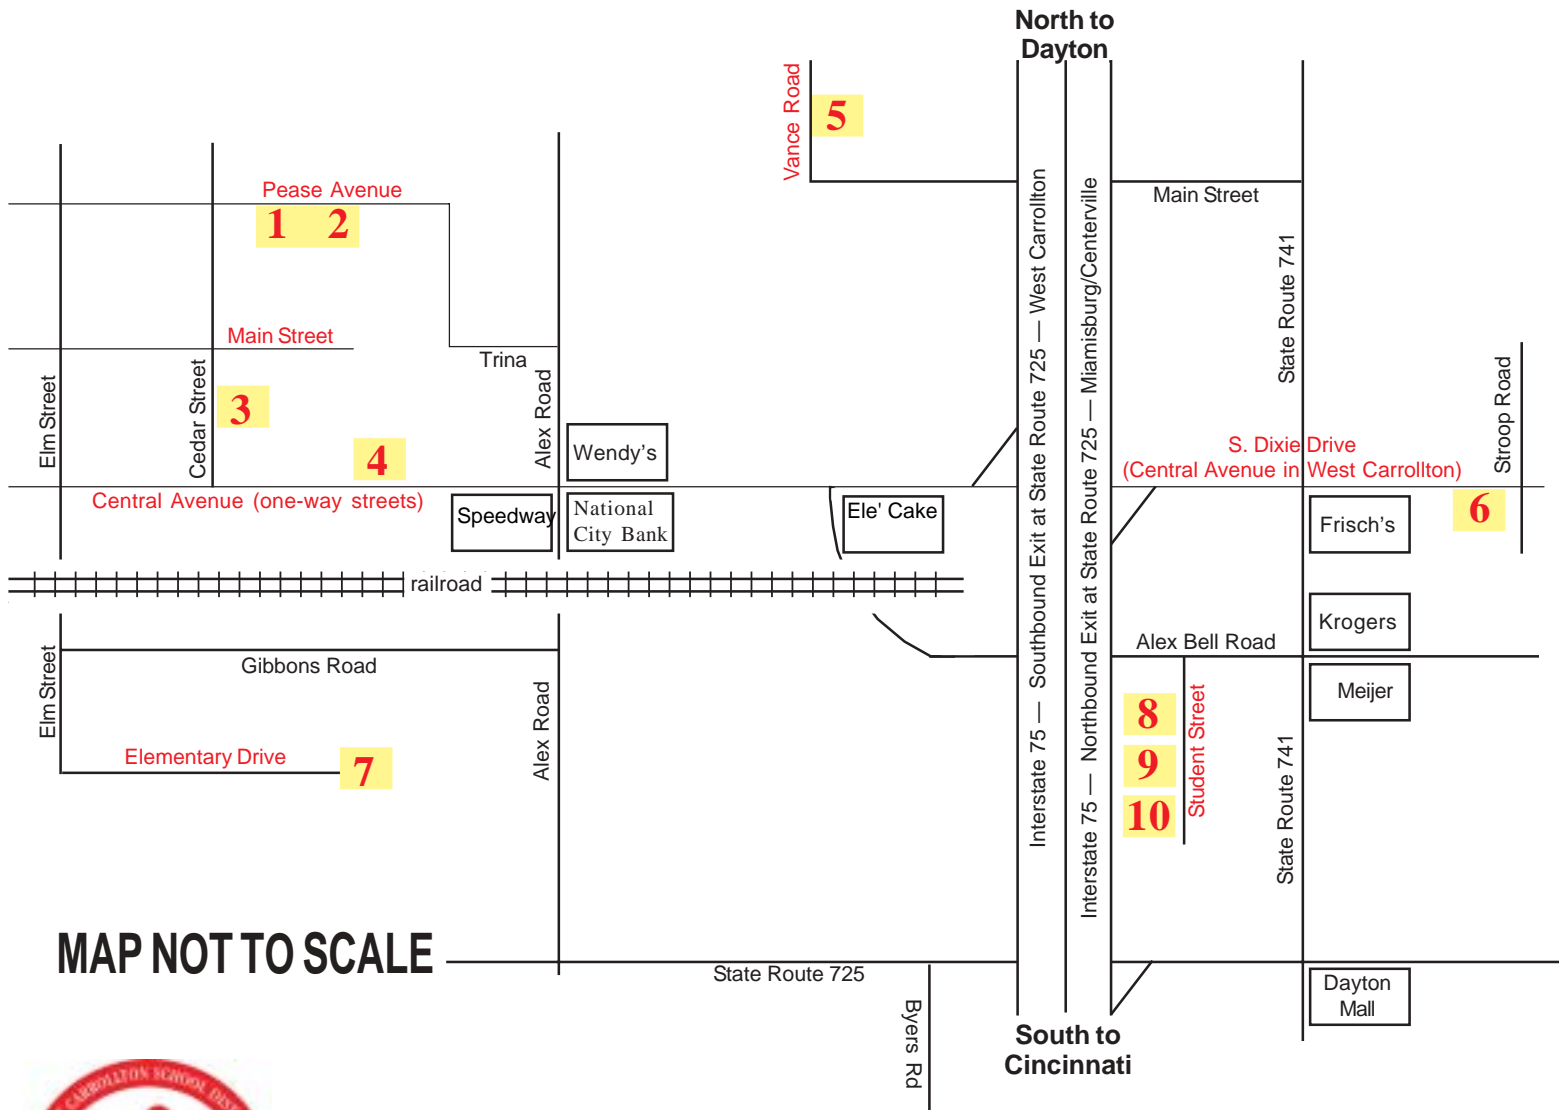 North to
Dayton
Vance Road
5
Pease Avenue
1 2
Main Street
State Route 741
Main Street
Trina
Elm Street
Cedar Street
3
4
Alex Road
Wendy's
Interstate 75 — Southbound Exit at State Route 725 — West Carrollton
Interstate 75 — Northbound Exit at State Route 725 — Miamisburg/Centerville
S. Dixie Drive
(Central Avenue in West Carrollton)
Stroop Road
Central Avenue (one-way streets)
Speedway
National
City Bank
Ele' Cake
Frisch's
6
railroad
Krogers
Alex Bell Road
Elm Street
Gibbons Road
Meijer
8
9
10
Student Street
Elementary Drive
7
Alex Road
State Route 741
MAP NOT TO SCALE
State Route 725
Byers Rd
Dayton
Mall
South to
Cincinnati
CARROLLTON SCHOOL